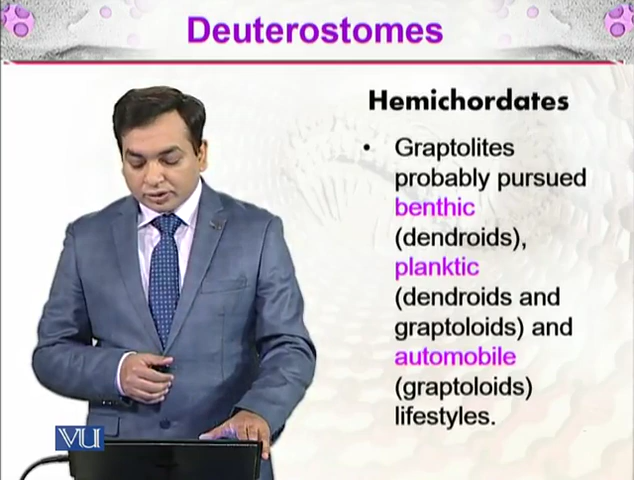 Deuterostomes
Hemichordates
• Graptolites
probably pursued
benthic
(dendroids),
planktic
(dendroids and
graptoloids) and
automobile
(graptoloids)
lifestyles.
VU